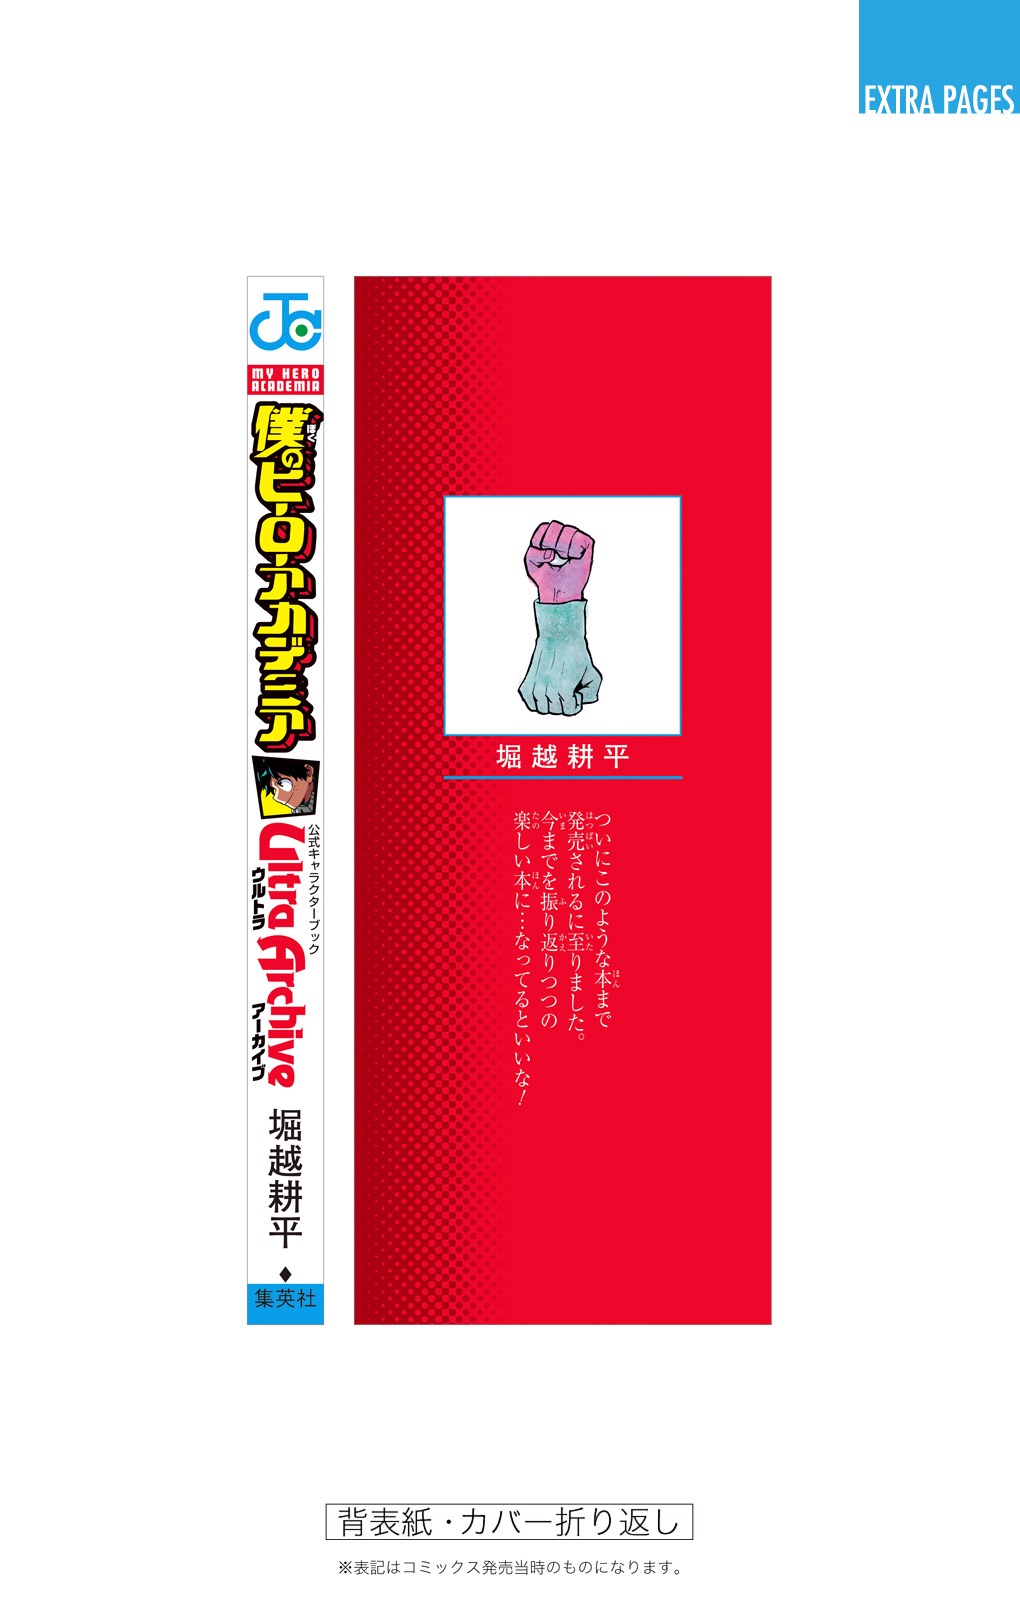 EXTRA PAGES
MY HERO
ACADEMIA
僕のヒーローアカデミア
ぼく
公式キャラクターブック
Ultra Archive
ウルトラ アーカイブ
堀越耕平
♦
集英社
堀越耕平
ついにこのような本まで
発売されるに至りました。
今までを振り返りつつの
楽しい本に…なってるといいな！
背表紙・カバー折り返し
※表記はコミックス発売当時のものになります。